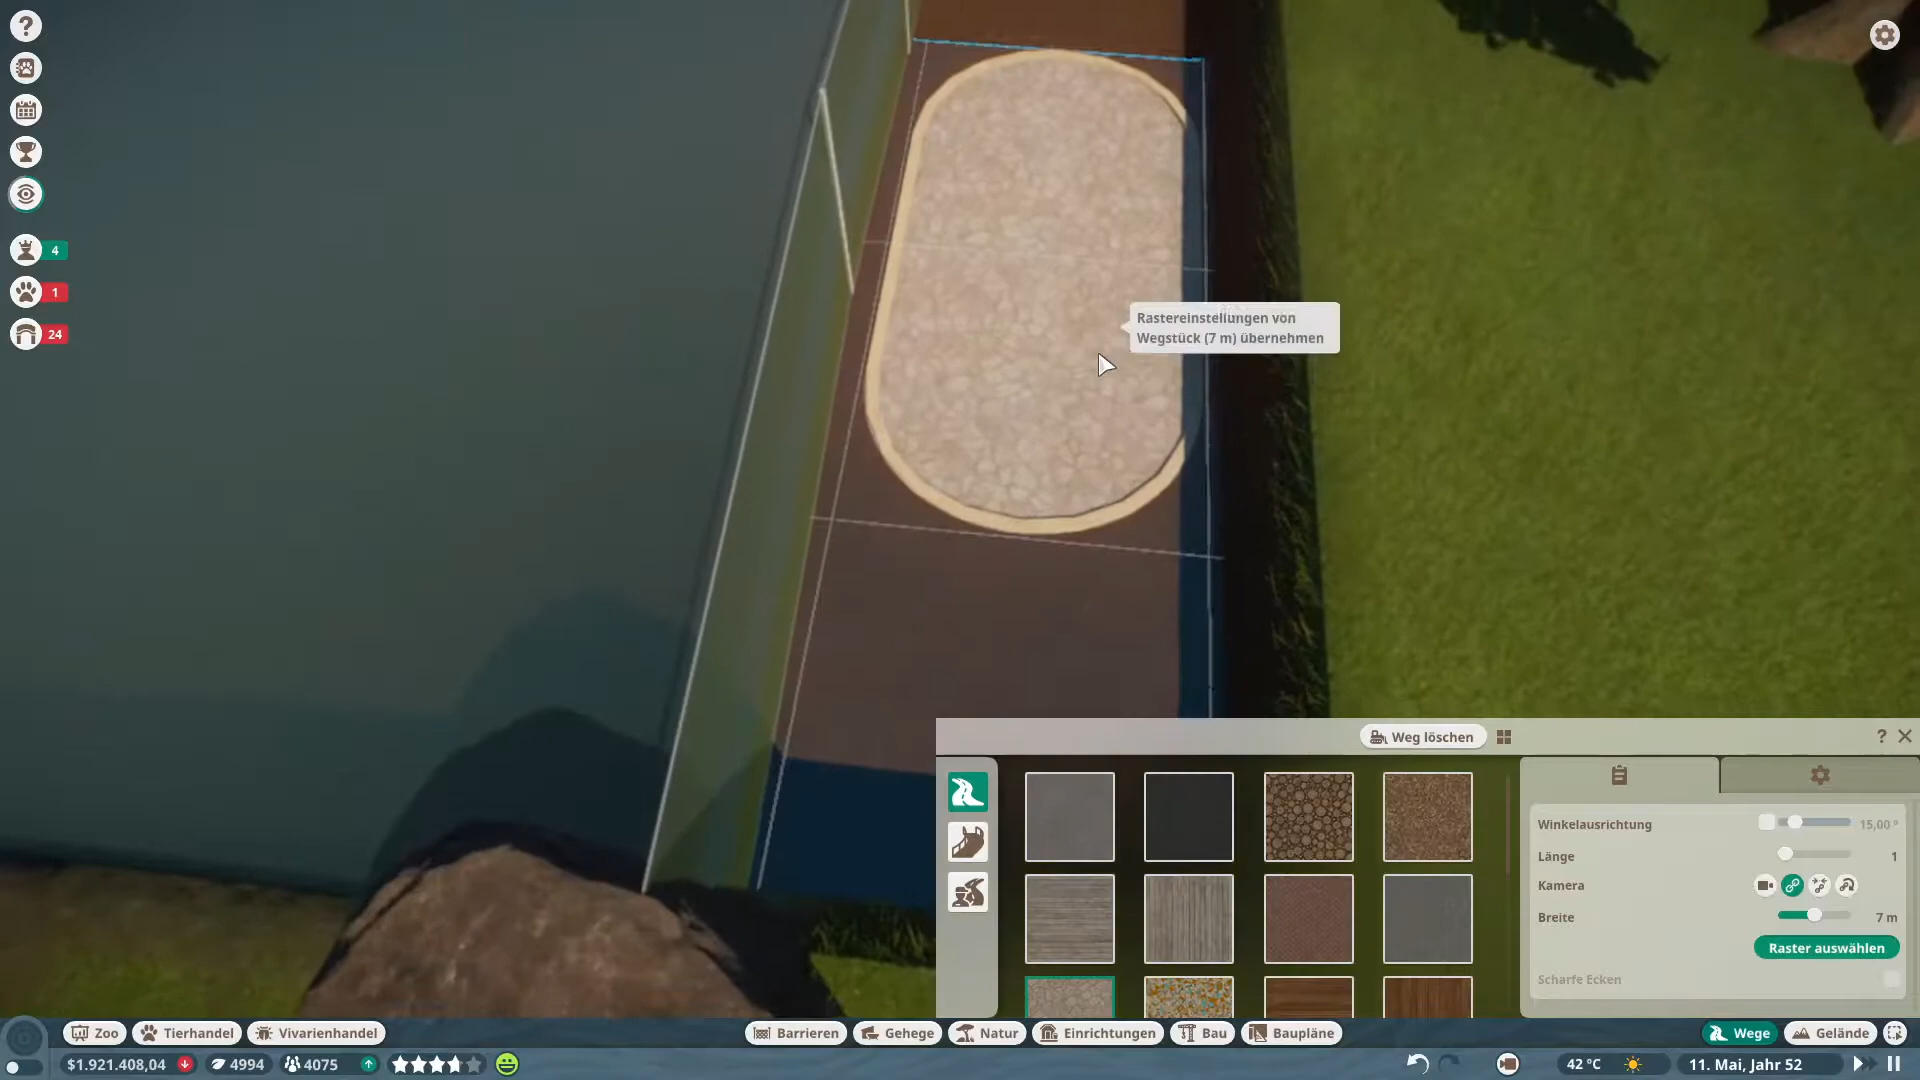 ?
4
1
24
Rastereinstellungen von
Wegstück (7 m) übernehmen
Weg löschen
?
Winkelausrichtung 15,00 °
Länge 1
Kamera
Breite 7 m
Raster auswählen
Scharfe Ecken
Zoo Tierhandel Vivarienhandel Barrieren Gehege Natur Einrichtungen Bau Baupläne Wege Gelände
$1.921.408,04 4994 4075 42 °C 11. Mai, Jahr 52